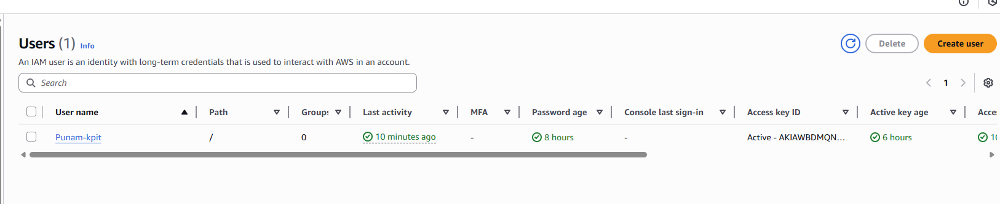 Users (1) Info
Delete
Create user
An IAM user is an identity with long-term credentials that is used to interact with AWS in an account.
Search
1
User name Path Groups Last activity MFA Password age Console last sign-in Access key ID Active key age Acce
Punam-kpit / 0 10 minutes ago - 8 hours - Active - AKIAWBDMQN... 6 hours 10